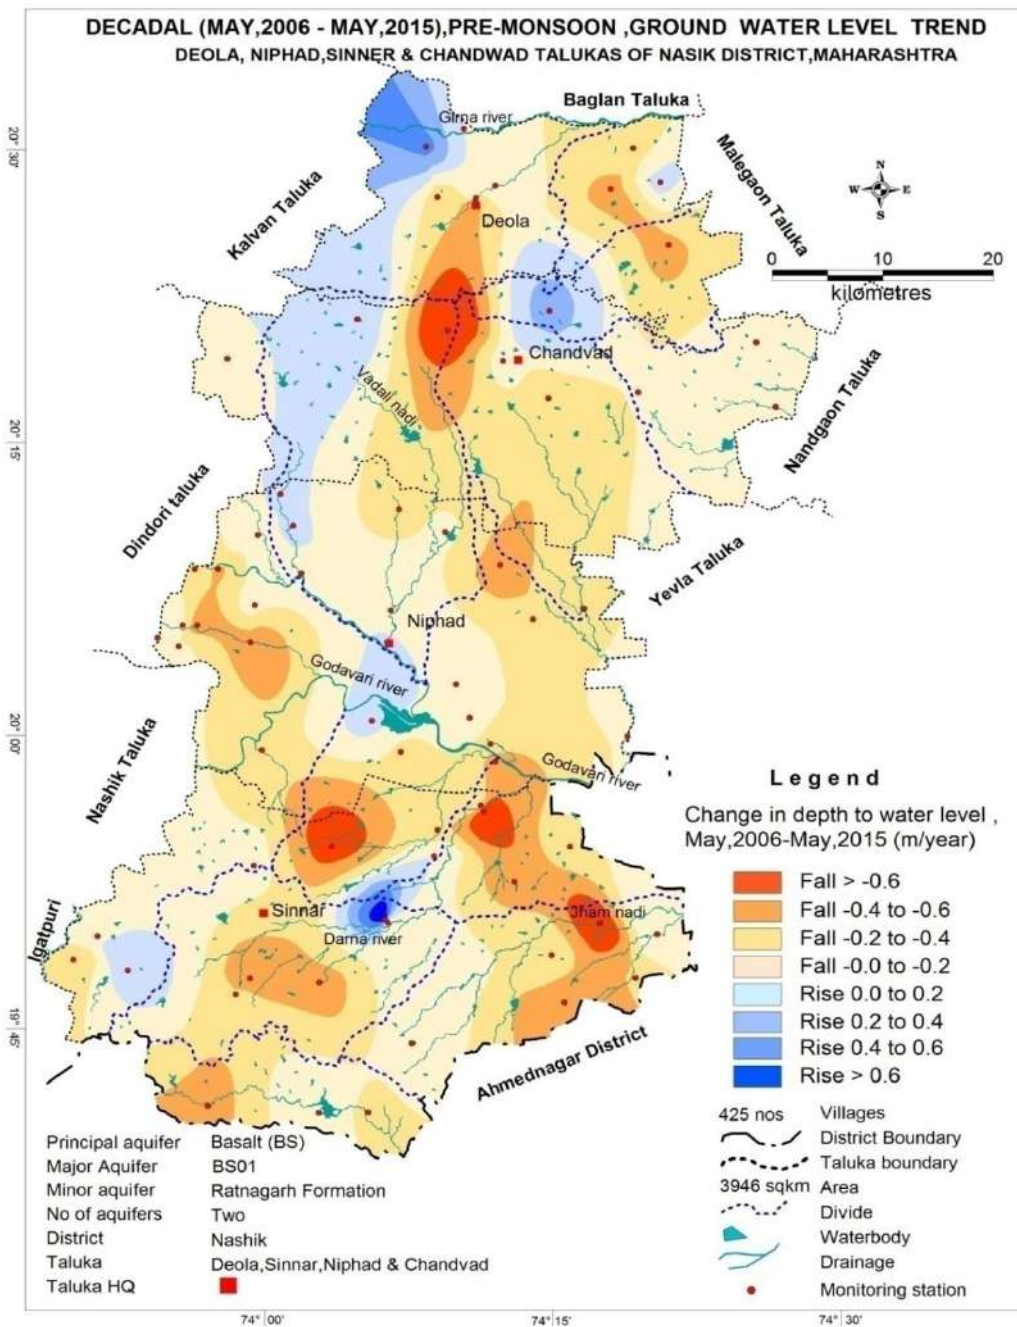 DECADAL (MAY,2006 - MAY,2015),PRE-MONSOON ,GROUND WATER LEVEL TREND
DEOLA, NIPHAD,SINNER & CHANDWAD TALUKAS OF NASIK DISTRICT,MAHARASHTRA
Baglan Taluka
Girna river
20° 30'
Malegaon Taluka
N
W E
S
Kalvan Taluka
Deola
0 10 20
kilometres
Chandvad
Vadali nadi
Nandgaon Taluka
20° 15'
Dindori taluka
Yevla Taluka
Niphad
Godavari river
20° 00'
Nashik Taluka
Godavari river
Legend
Change in depth to water level ,
May,2006-May,2015 (m/year)
Fall > -0.6
Fall -0.4 to -0.6
Fall -0.2 to -0.4
Fall -0.0 to -0.2
Rise 0.0 to 0.2
Rise 0.2 to 0.4
Rise 0.4 to 0.6
Rise > 0.6
Sinnar
Jham nadi
Darna river
Igatpuri
19° 45'
Ahmednagar District
425 nos Villages
District Boundary
Taluka boundary
3946 sqkm Area
Divide
Waterbody
Drainage
Monitoring station
Principal aquifer Basalt (BS)
Major Aquifer BS01
Minor aquifer Ratnagarh Formation
No of aquifers Two
District Nashik
Taluka Deola,Sinnar,Niphad & Chandvad
Taluka HQ
74° 00' 74° 15' 74° 30'